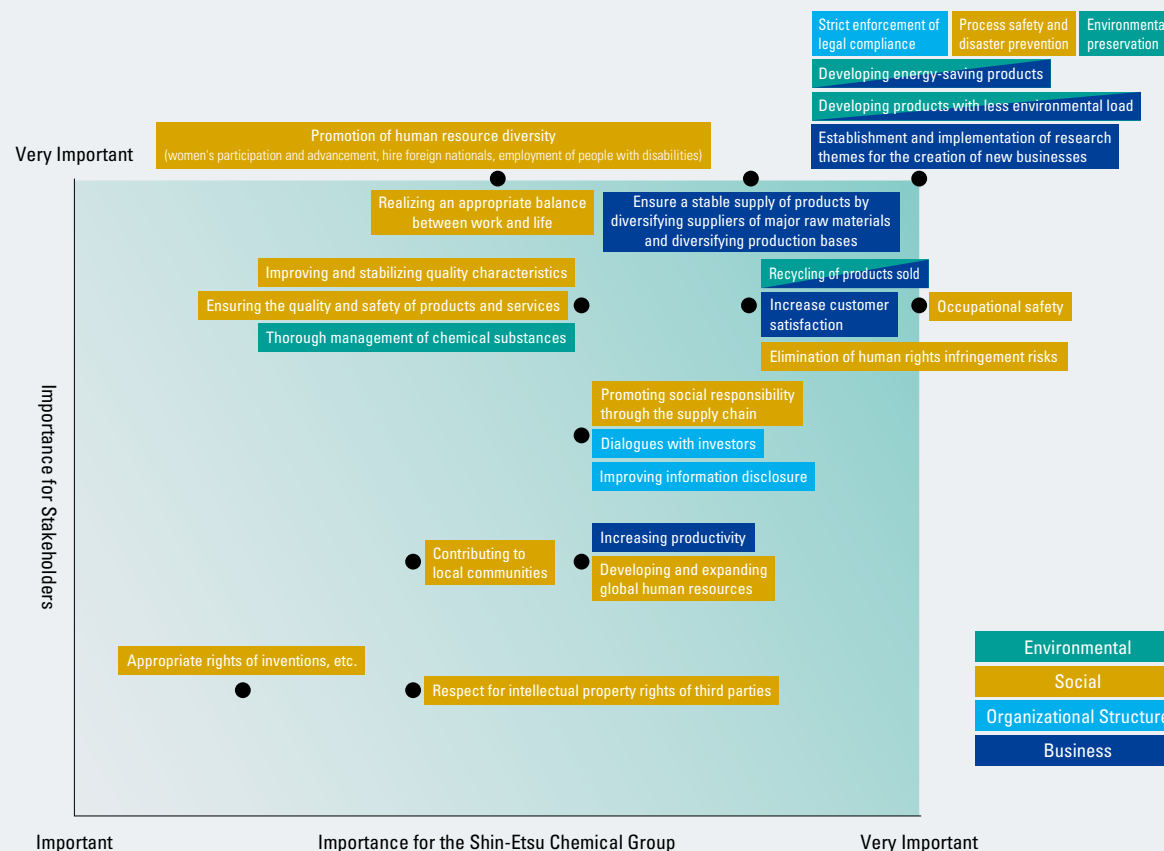 Strict enforcement of
legal compliance
Process safety and
disaster prevention
Environmenta
preservation
Developing energy-saving products
Developing products with less environmental load
Establishment and implementation of research
themes for the creation of new businesses
Promotion of human resource diversity
(women's participation and advancement, hire foreign nationals, employment of people with disabilities)
Very Important
Realizing an appropriate balance
between work and life
Ensure a stable supply of products by
diversifying suppliers of major raw materials
and diversifying production bases
Improving and stabilizing quality characteristics
Ensuring the quality and safety of products and services
Thorough management of chemical substances
Recycling of products sold
Increase customer
satisfaction
Occupational safety
Elimination of human rights infringement risks
Importance for Stakeholders
Promoting social responsibility
through the supply chain
Dialogues with investors
Improving information disclosure
Contributing to
local communities
Increasing productivity
Developing and expanding
global human resources
Appropriate rights of inventions, etc.
Respect for intellectual property rights of third parties
Environmental
Social
Organizational Structure
Business
Important
Importance for the Shin-Etsu Chemical Group
Very Important